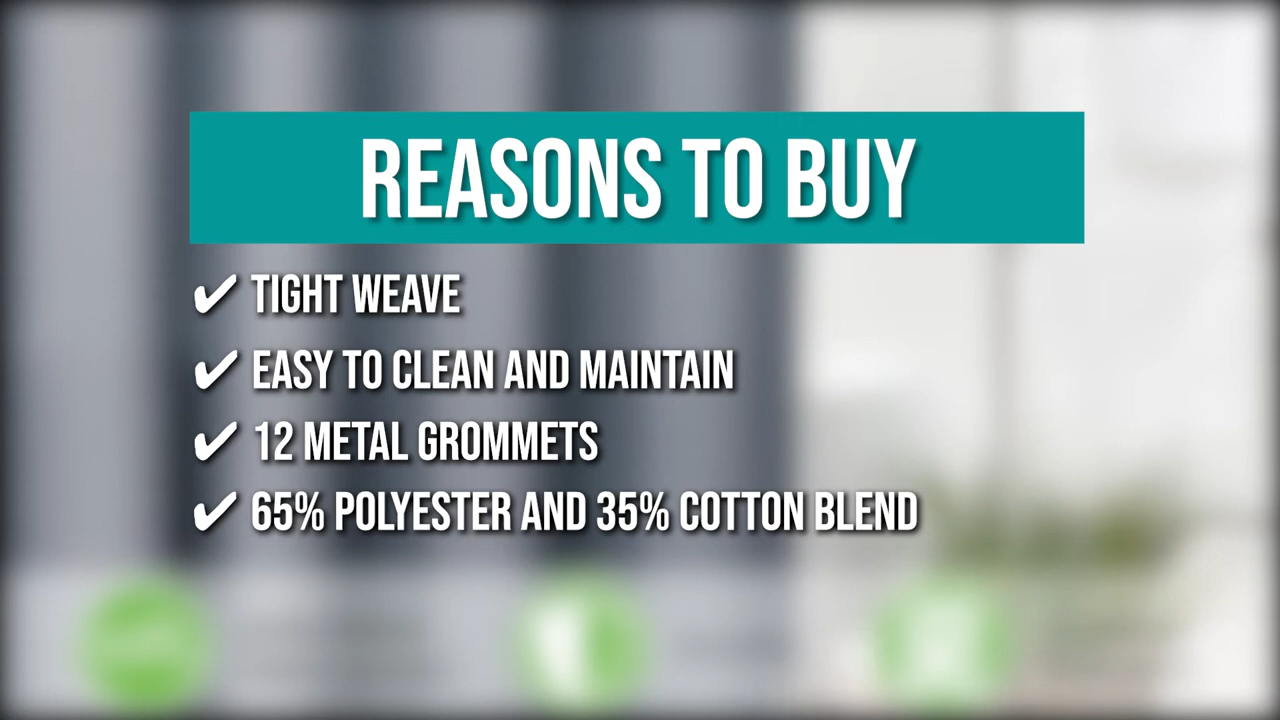 REASONS TO BUY
✔ TIGHT WEAVE
✔ EASY TO CLEAN AND MAINTAIN
✔ 12 METAL GROMMETS
✔ 65% POLYESTER AND 35% COTTON BLEND